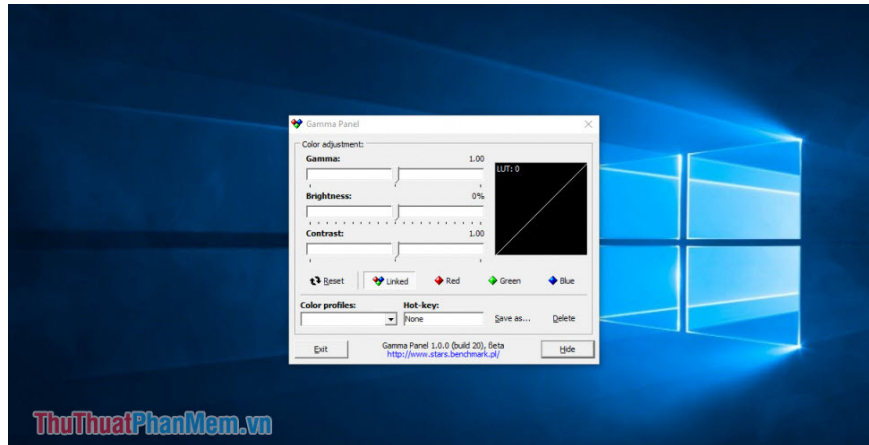 Gamma Panel
Color adjustment:
Gamma: 1.00
LUT: 0
Brightness: 0%
Contrast: 1.00
Reset Linked Red Green Blue
Color profiles: Hot-key:
None Save as... Delete
Exit Gamma Panel 1.0.0 (build 20), βeta Hide
http://www.stars.benchmark.pl/
ThuThuatPhanMem.vn